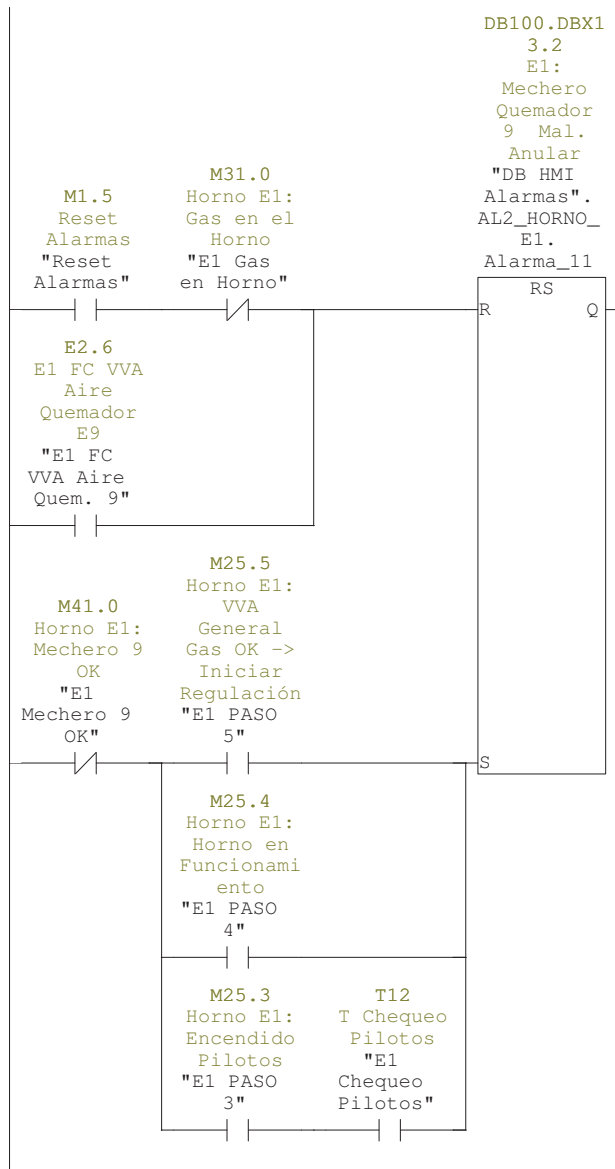 DB100.DBX1
3.2
E1:
Mechero
Quemador
9 Mal.
Anular
"DB HMI
Alarmas".
AL2_HORNO_
E1.
Alarma_11
M1.5
Reset
Alarmas
"Reset
Alarmas"
M31.0
Horno E1:
Gas en el
Horno
"E1 Gas
en Horno"
RS
R
Q
E2.6
E1 FC VVA
Aire
Quemador
E9
"E1 FC
VVA Aire
Quem. 9"
M41.0
Horno E1:
Mechero 9
OK
"E1
Mechero 9
OK"
M25.5
Horno E1:
VVA
General
Gas OK ->
Iniciar
Regulación
"E1 PASO
5"
S
M25.4
Horno E1:
Horno en
Funcionami
ento
"E1 PASO
4"
M25.3
Horno E1:
Encendido
Pilotos
"E1 PASO
3"
T12
T Chequeo
Pilotos
"E1
Chequeo
Pilotos"